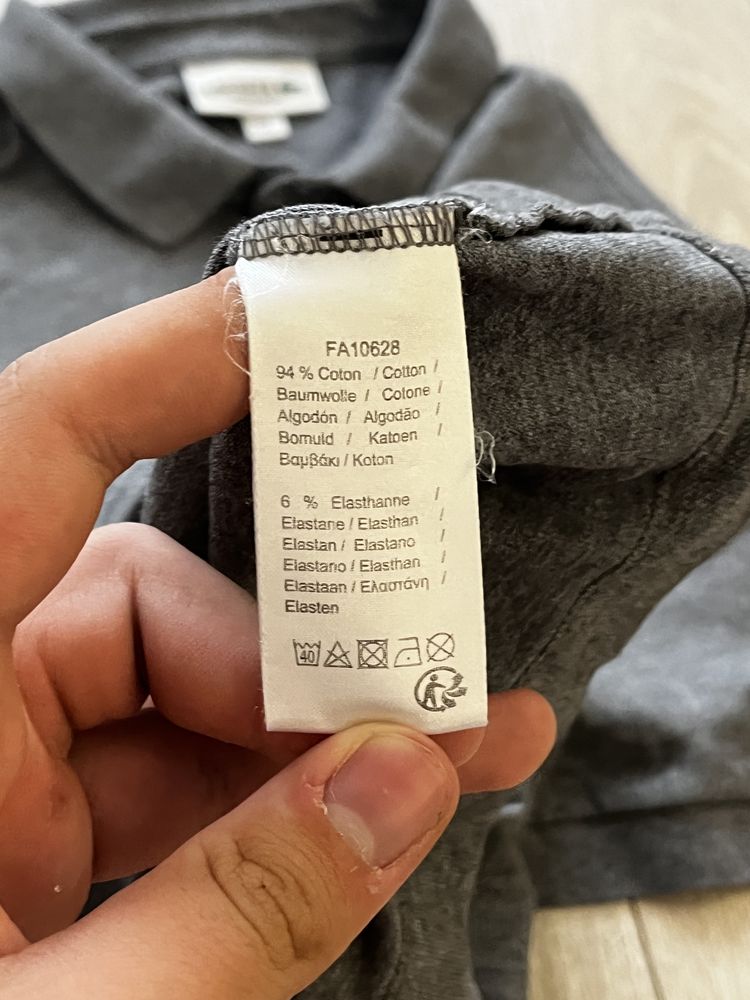 FA10628
94 % Coton / Cotton /
Baumwolle / Cotone /
Algodón / Algodão /
Bomuld / Katoen /
Βαμβάκι / Koton
6 % Elasthanne /
Elastane / Elasthan /
Elastan / Elastano /
Elastano / Elasthan /
Elastaan / Ελαστάνη /
Elasten
40